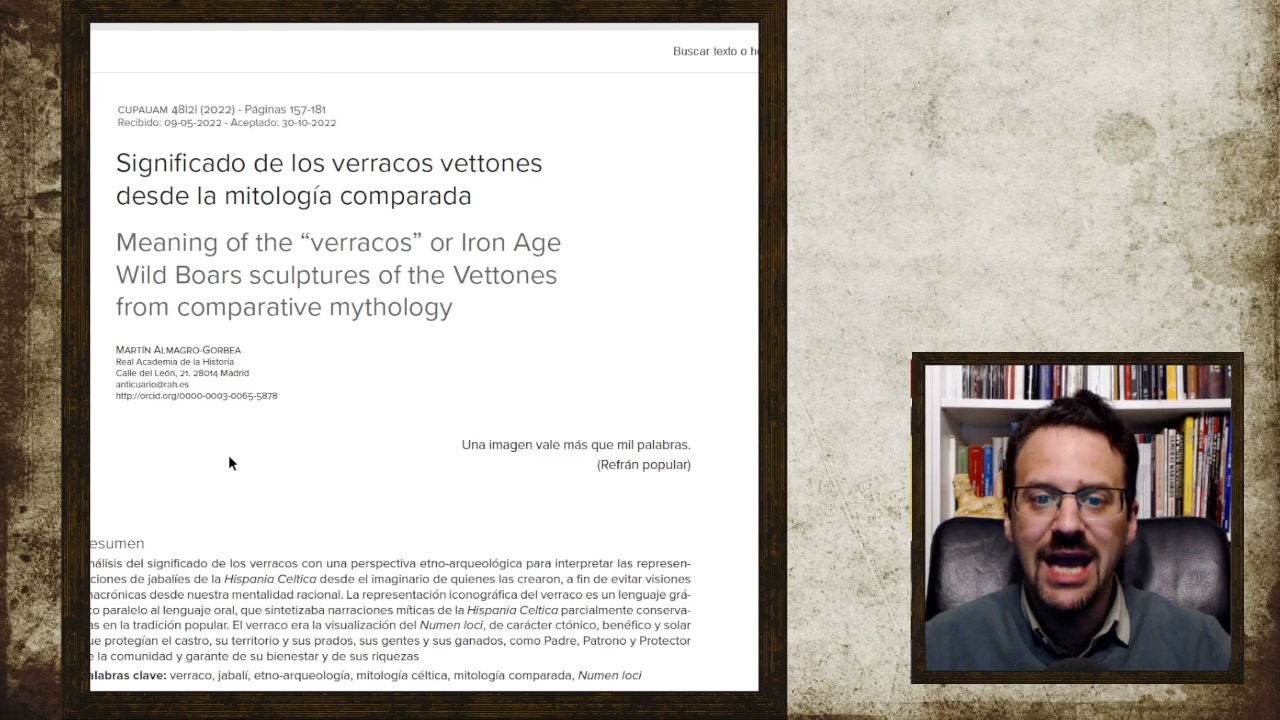 Buscar texto o h
CUPAUAM 48|2| (2022) - Páginas 157-181
Recibido: 09-05-2022 - Aceptado: 30-10-2022
Significado de los verracos vettones
desde la mitología comparada
Meaning of the “verracos” or Iron Age
Wild Boars sculptures of the Vettones
from comparative mythology
Martín Almagro-Gorbea
Real Academia de la Historia
Calle del León, 21. 28014 Madrid
anticuario@rah.es
http://orcid.org/0000-0003-0065-5878
Una imagen vale más que mil palabras.
(Refrán popular)
esumen
nálisis del significado de los verracos con una perspectiva etno-arqueológica para interpretar las represen-
ciones de jabalíes de la Hispania Celtica desde el imaginario de quienes las crearon, a fin de evitar visiones
nacrónicas desde nuestra mentalidad racional. La representación iconográfica del verraco es un lenguaje grá-
co paralelo al lenguaje oral, que sintetizaba narraciones míticas de la Hispania Celtica parcialmente conserva-
as en la tradición popular. El verraco era la visualización del Numen loci, de carácter ctónico, benéfico y solar
ue protegían el castro, su territorio y sus prados, sus gentes y sus ganados, como Padre, Patrono y Protector
e la comunidad y garante de su bienestar y de sus riquezas
alabras clave: verraco, jabalí, etno-arqueología, mitología céltica, mitología comparada, Numen loci